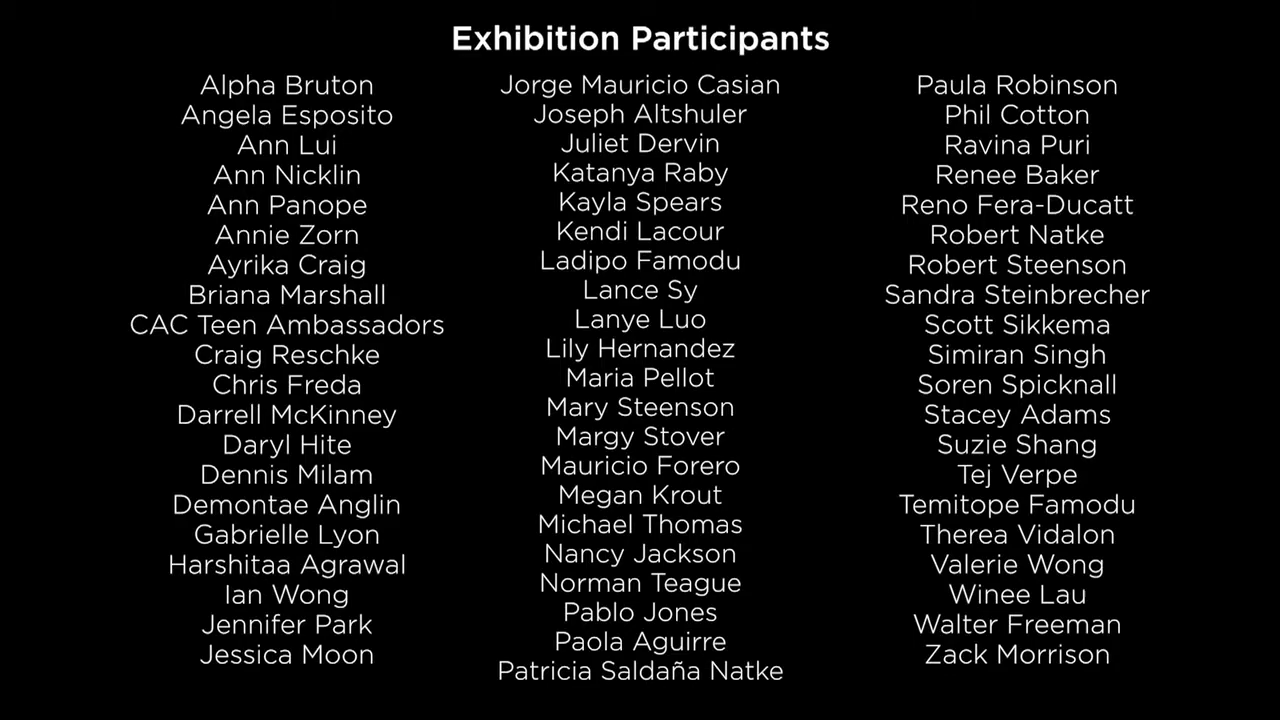 Exhibition Participants
Alpha Bruton
Angela Esposito
Ann Lui
Ann Nicklin
Ann Panope
Annie Zorn
Ayrika Craig
Briana Marshall
CAC Teen Ambassadors
Craig Reschke
Chris Freda
Darrell McKinney
Daryl Hite
Dennis Milam
Demontae Anglin
Gabrielle Lyon
Harshitaa Agrawal
Ian Wong
Jennifer Park
Jessica Moon
Jorge Mauricio Casian
Joseph Altshuler
Juliet Dervin
Katanya Raby
Kayla Spears
Kendi Lacour
Ladipo Famodu
Lance Sy
Lanye Luo
Lily Hernandez
Maria Pellot
Mary Steenson
Margy Stover
Mauricio Forero
Megan Krout
Michael Thomas
Nancy Jackson
Norman Teague
Pablo Jones
Paola Aguirre
Patricia Saldaña Natke
Paula Robinson
Phil Cotton
Ravina Puri
Renee Baker
Reno Fera-Ducatt
Robert Natke
Robert Steenson
Sandra Steinbrecher
Scott Sikkema
Simiran Singh
Soren Spicknall
Stacey Adams
Suzie Shang
Tej Verpe
Temitope Famodu
Therea Vidalon
Valerie Wong
Winee Lau
Walter Freeman
Zack Morrison